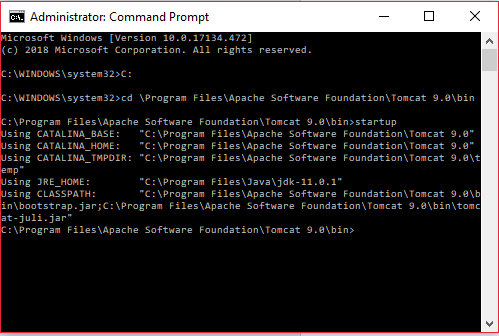 Administrator: Command Prompt
Microsoft Windows [Version 10.0.17134.472]
(c) 2018 Microsoft Corporation. All rights reserved.
C:\WINDOWS\system32>C:
C:\WINDOWS\system32>cd \Program Files\Apache Software Foundation\Tomcat 9.0\bin
C:\Program Files\Apache Software Foundation\Tomcat 9.0\bin>startup
Using CATALINA_BASE:   "C:\Program Files\Apache Software Foundation\Tomcat 9.0"
Using CATALINA_HOME:   "C:\Program Files\Apache Software Foundation\Tomcat 9.0"
Using CATALINA_TMPDIR: "C:\Program Files\Apache Software Foundation\Tomcat 9.0\t
emp"
Using JRE_HOME:        "C:\Program Files\Java\jdk-11.0.1"
Using CLASSPATH:       "C:\Program Files\Apache Software Foundation\Tomcat 9.0\b
in\bootstrap.jar;C:\Program Files\Apache Software Foundation\Tomcat 9.0\bin\tomc
at-juli.jar"
C:\Program Files\Apache Software Foundation\Tomcat 9.0\bin>